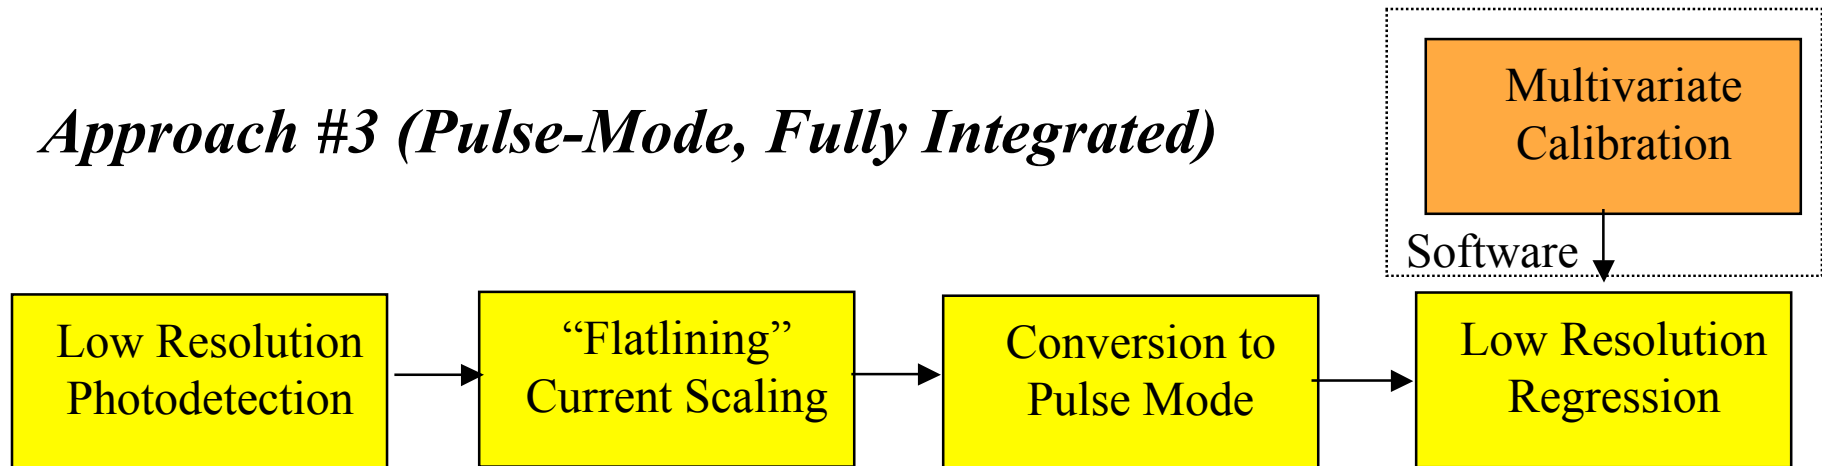 Approach #3 (Pulse-Mode, Fully Integrated)
Multivariate
Calibration
Software
Low Resolution
Photodetection
“Flatlining”
Current Scaling
Conversion to
Pulse Mode
Low Resolution
Regression